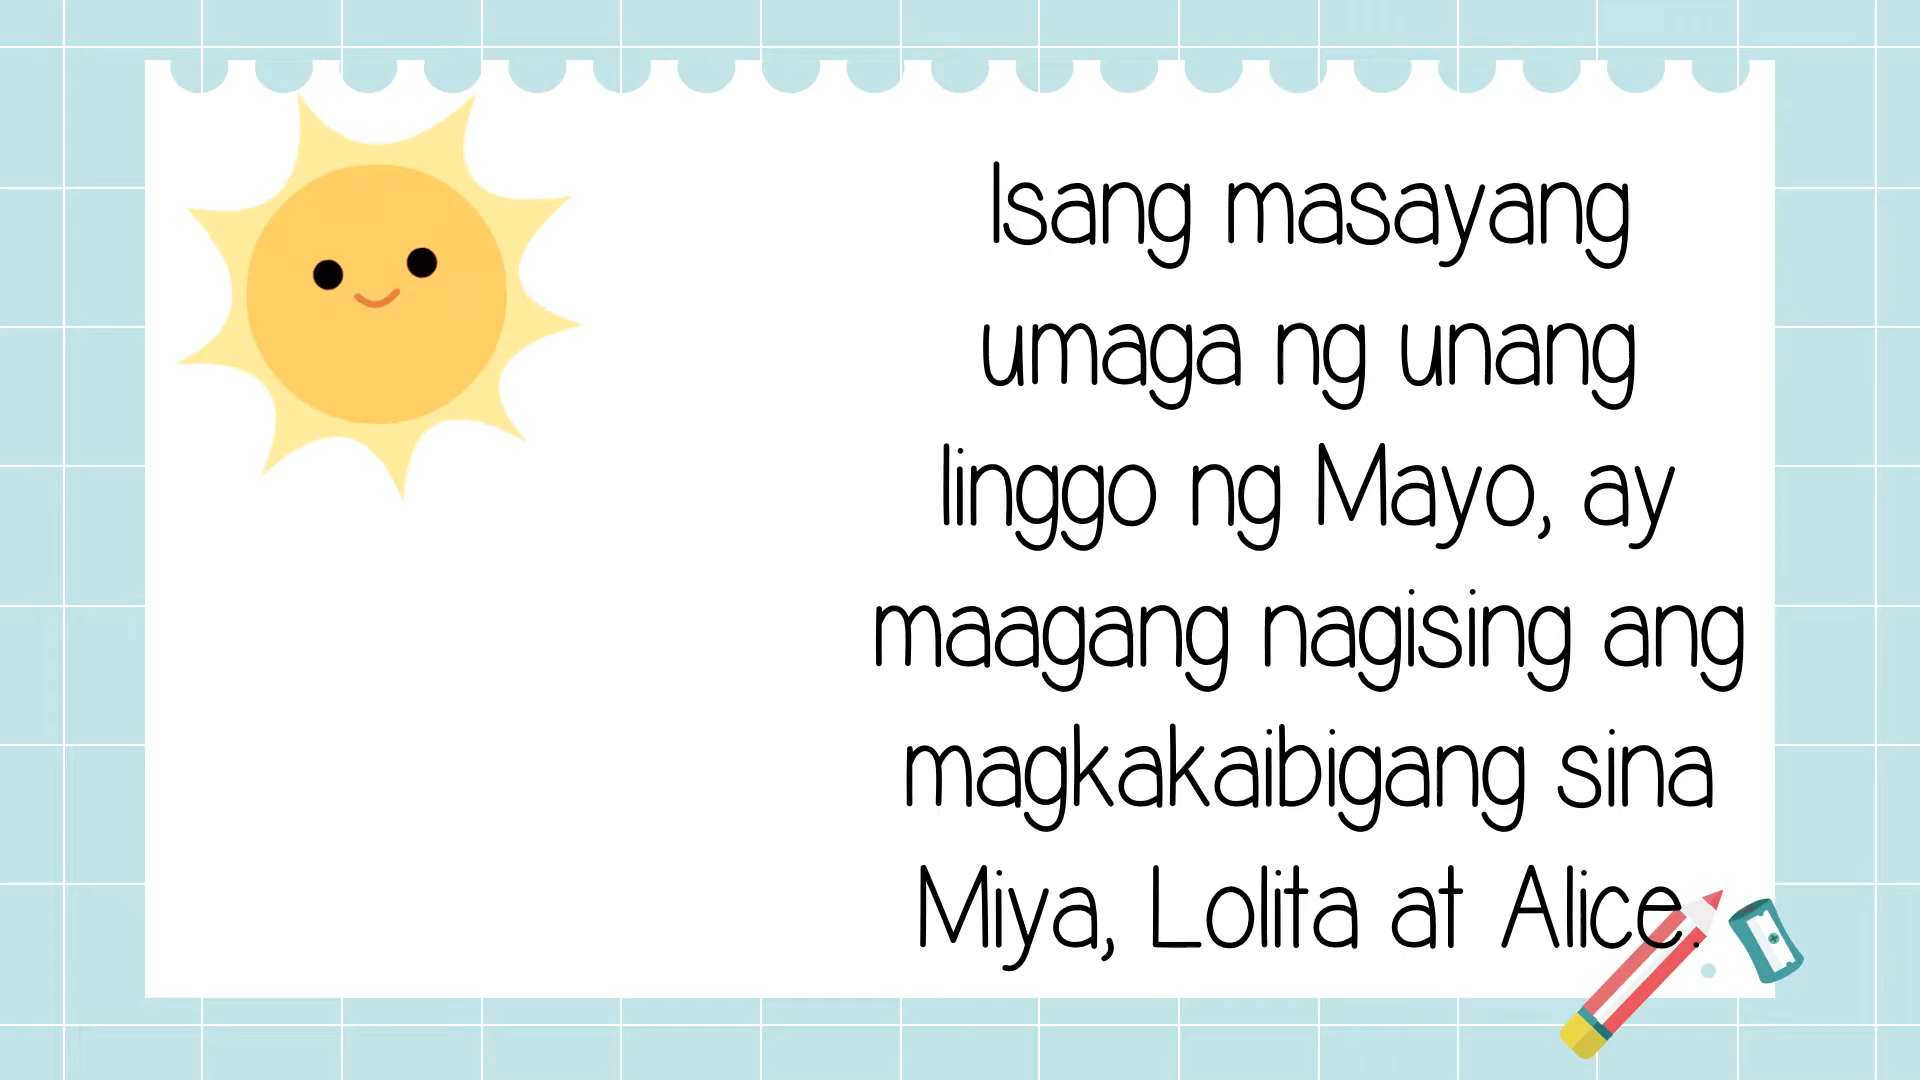 Isang masayang
umaga ng unang
linggo ng Mayo, ay
maagang nagising ang
magkakaibigang sina
Miya, Lolita at Alice.